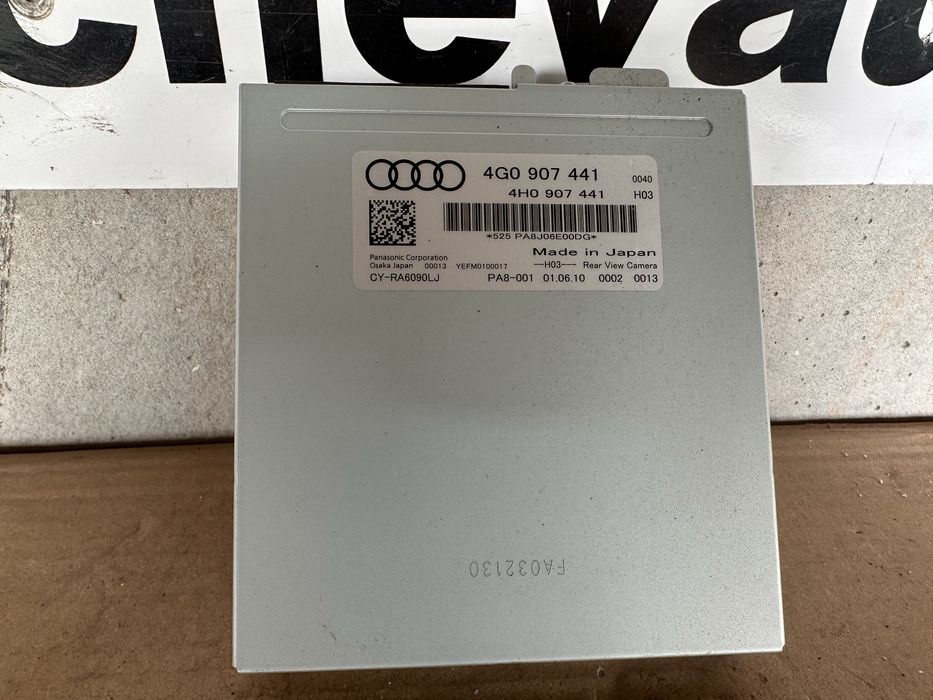 chevau
4G0 907 441 0040
4H0 907 441 H03
*525 PA8J06E00DG*
Made in Japan
Panasonic Corporation
Osaka Japan 00013 YEFM0100017 --H03--- Rear View Camera
CY-RA6090LJ PA8-001 01.06.10 0002 0013
FA032130